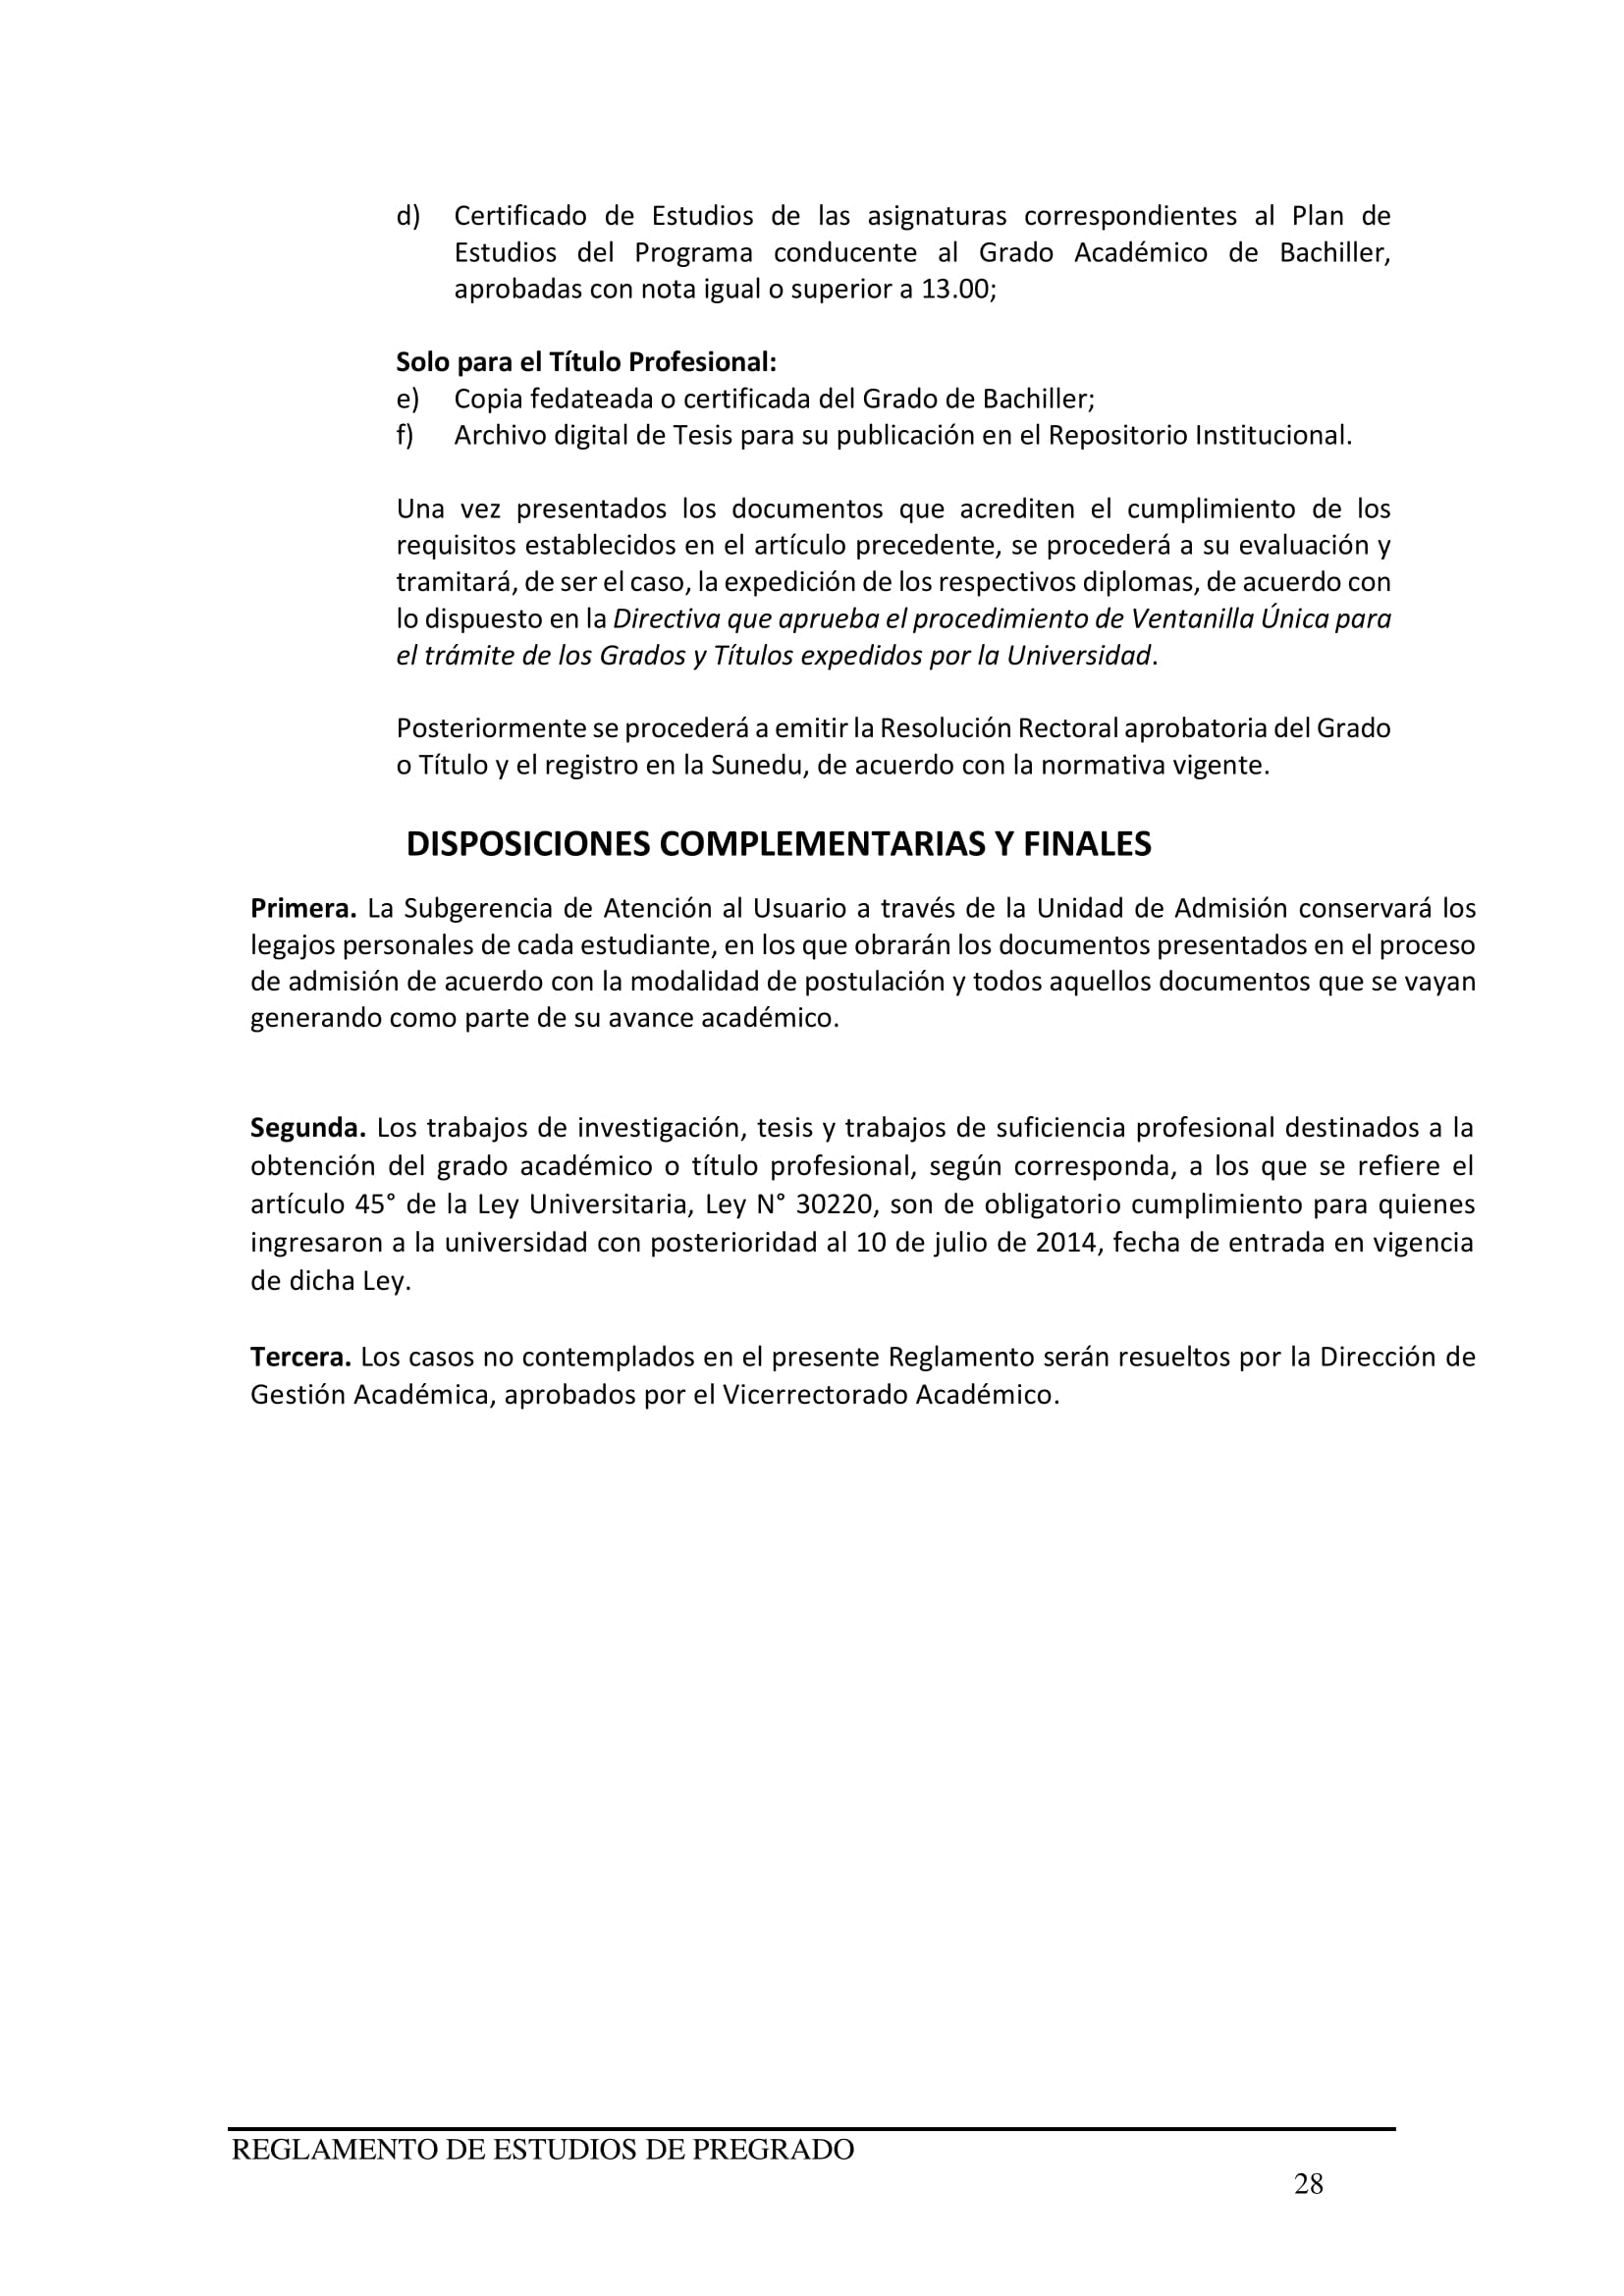 d) Certificado de Estudios de las asignaturas correspondientes al Plan de
Estudios del Programa conducente al Grado Académico de Bachiller,
aprobadas con nota igual o superior a 13.00;
Solo para el Título Profesional:
e) Copia fedateada o certificada del Grado de Bachiller;
f) Archivo digital de Tesis para su publicación en el Repositorio Institucional.
Una vez presentados los documentos que acrediten el cumplimiento de los
requisitos establecidos en el artículo precedente, se procederá a su evaluación y
tramitará, de ser el caso, la expedición de los respectivos diplomas, de acuerdo con
lo dispuesto en la Directiva que aprueba el procedimiento de Ventanilla Única para
el trámite de los Grados y Títulos expedidos por la Universidad.
Posteriormente se procederá a emitir la Resolución Rectoral aprobatoria del Grado
o Título y el registro en la Sunedu, de acuerdo con la normativa vigente.
DISPOSICIONES COMPLEMENTARIAS Y FINALES
Primera. La Subgerencia de Atención al Usuario a través de la Unidad de Admisión conservará los
legajos personales de cada estudiante, en los que obrarán los documentos presentados en el proceso
de admisión de acuerdo con la modalidad de postulación y todos aquellos documentos que se vayan
generando como parte de su avance académico.
Segunda. Los trabajos de investigación, tesis y trabajos de suficiencia profesional destinados a la
obtención del grado académico o título profesional, según corresponda, a los que se refiere el
artículo 45° de la Ley Universitaria, Ley N° 30220, son de obligatorio cumplimiento para quienes
ingresaron a la universidad con posterioridad al 10 de julio de 2014, fecha de entrada en vigencia
de dicha Ley.
Tercera. Los casos no contemplados en el presente Reglamento serán resueltos por la Dirección de
Gestión Académica, aprobados por el Vicerrectorado Académico.
REGLAMENTO DE ESTUDIOS DE PREGRADO
28